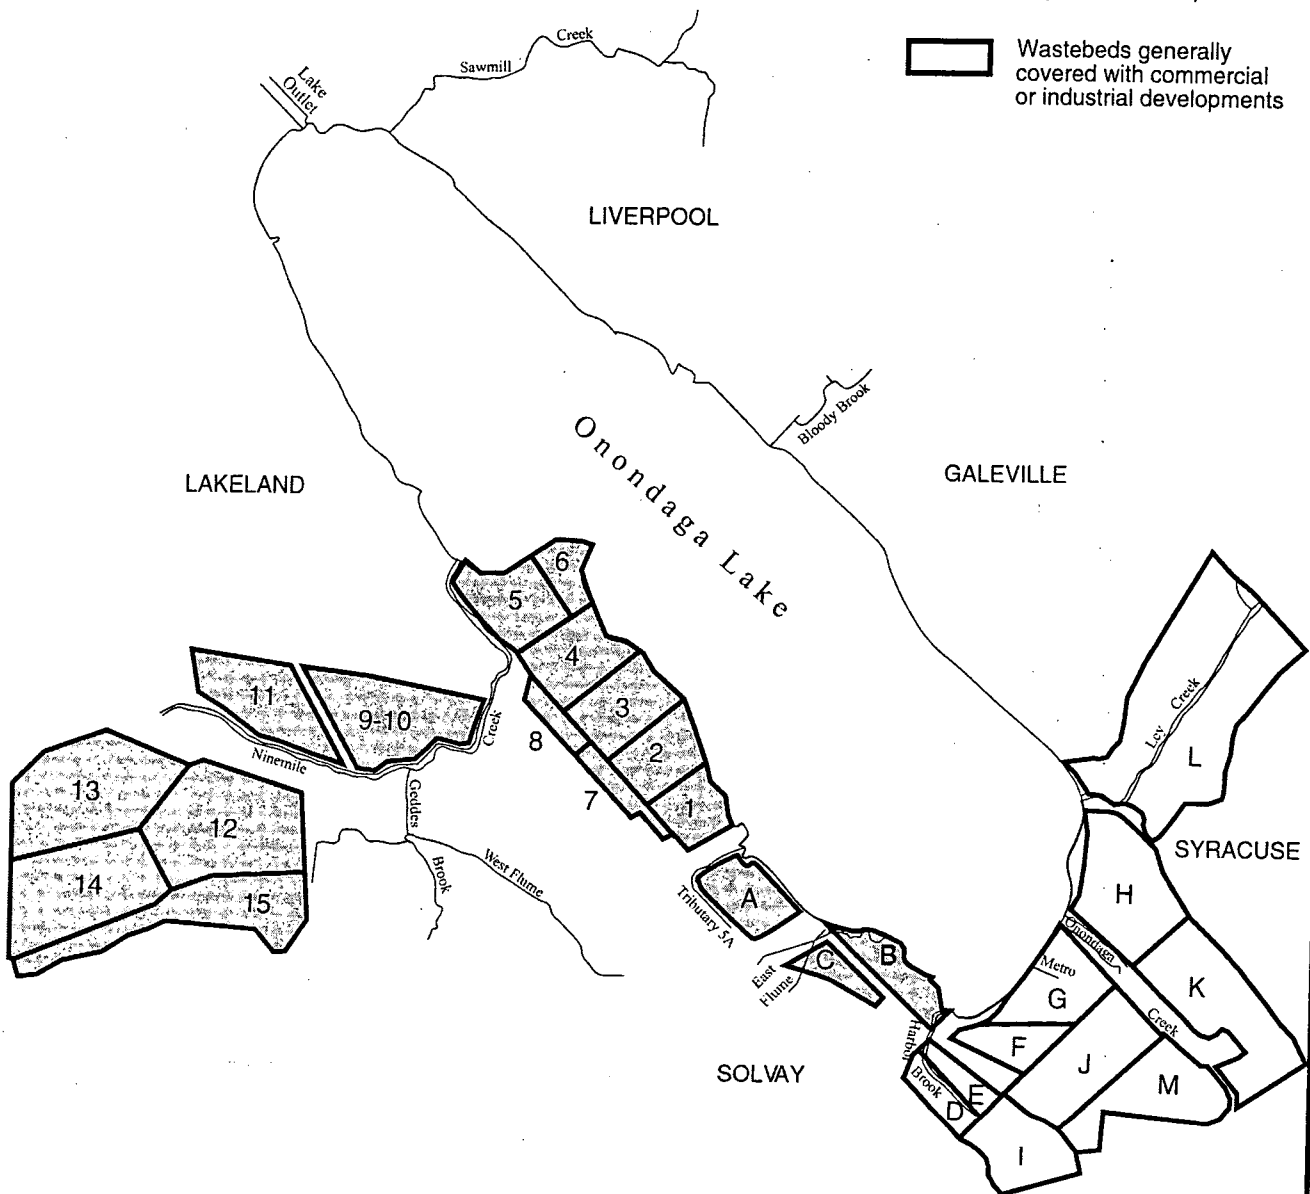 Wastebeds generally
covered with commercial
or industrial developments
Creek
Sawmill
Lake
Outlet
LIVERPOOL
Bloody Brook
Onondaga Lake
LAKELAND
GALEVILLE
6
5
4
11
9-10
3
8
2
Creek
Ley
L
Ninemile
13
7
1
Geddes
12
SYRACUSE
West Flume
14
Brook
A
H
15
Tributary 5A
Onondaga
B
C
Metro
East
Flume
K
G
Creek
Harbor
F
SOLVAY
J
Brook
M
E
D
I